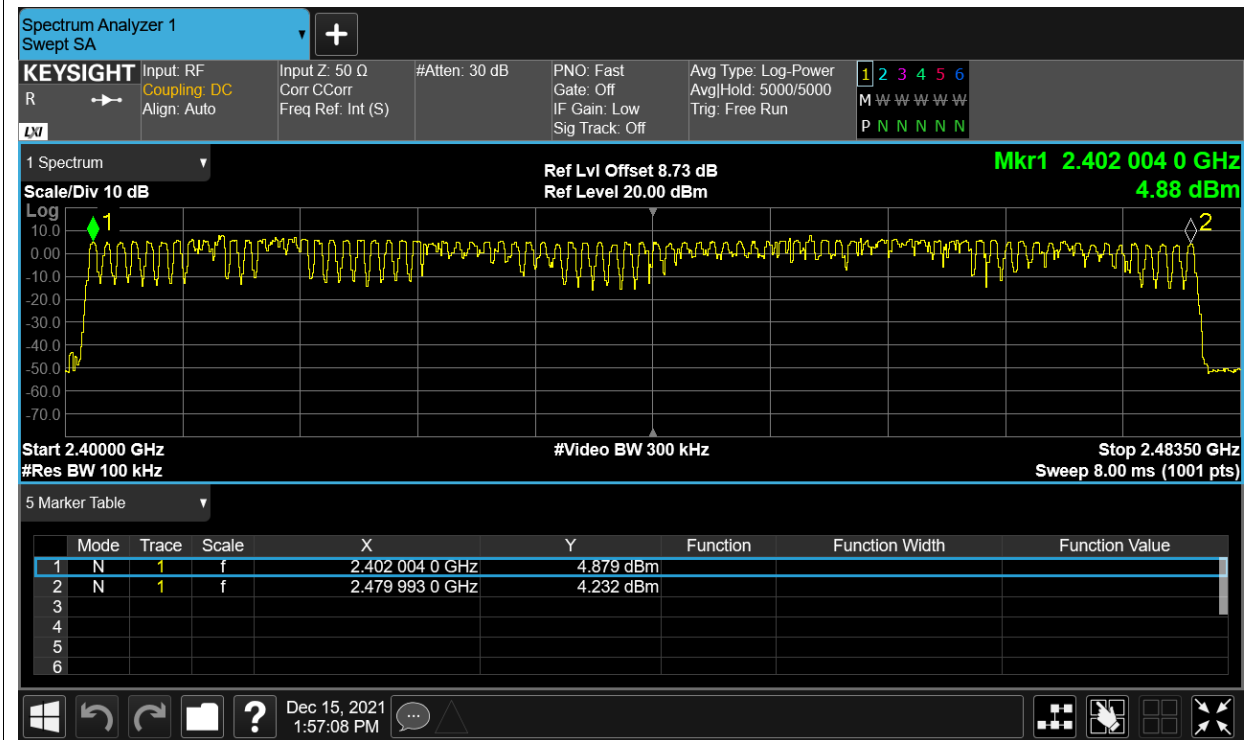 Spectrum Analyzer 1
Swept SA
KEYSIGHT Input: RF Input Z: 50 Ω #Atten: 30 dB PNO: Fast Avg Type: Log-Power 1 2 3 4 5 6
R Coupling: DC Corr CCorr Gate: Off Avg|Hold: 5000/5000 M W W W W W
Align: Auto Freq Ref: Int (S) IF Gain: Low Trig: Free Run
LXI Sig Track: Off P N N N N N
1 Spectrum Ref Lvl Offset 8.73 dB Mkr1 2.402 004 0 GHz
Scale/Div 10 dB Ref Level 20.00 dBm 4.88 dBm
Log
1 2
10.0
0.00
-10.0
-20.0
-30.0
-40.0
-50.0
-60.0
-70.0
Start 2.40000 GHz #Video BW 300 kHz Stop 2.48350 GHz
#Res BW 100 kHz Sweep 8.00 ms (1001 pts)
5 Marker Table
Mode Trace Scale X Y Function Function Width Function Value
1 N 1 f 2.402 004 0 GHz 4.879 dBm
2 N 1 f 2.479 993 0 GHz 4.232 dBm
3
4
5
6
? Dec 15, 2021
1:57:08 PM